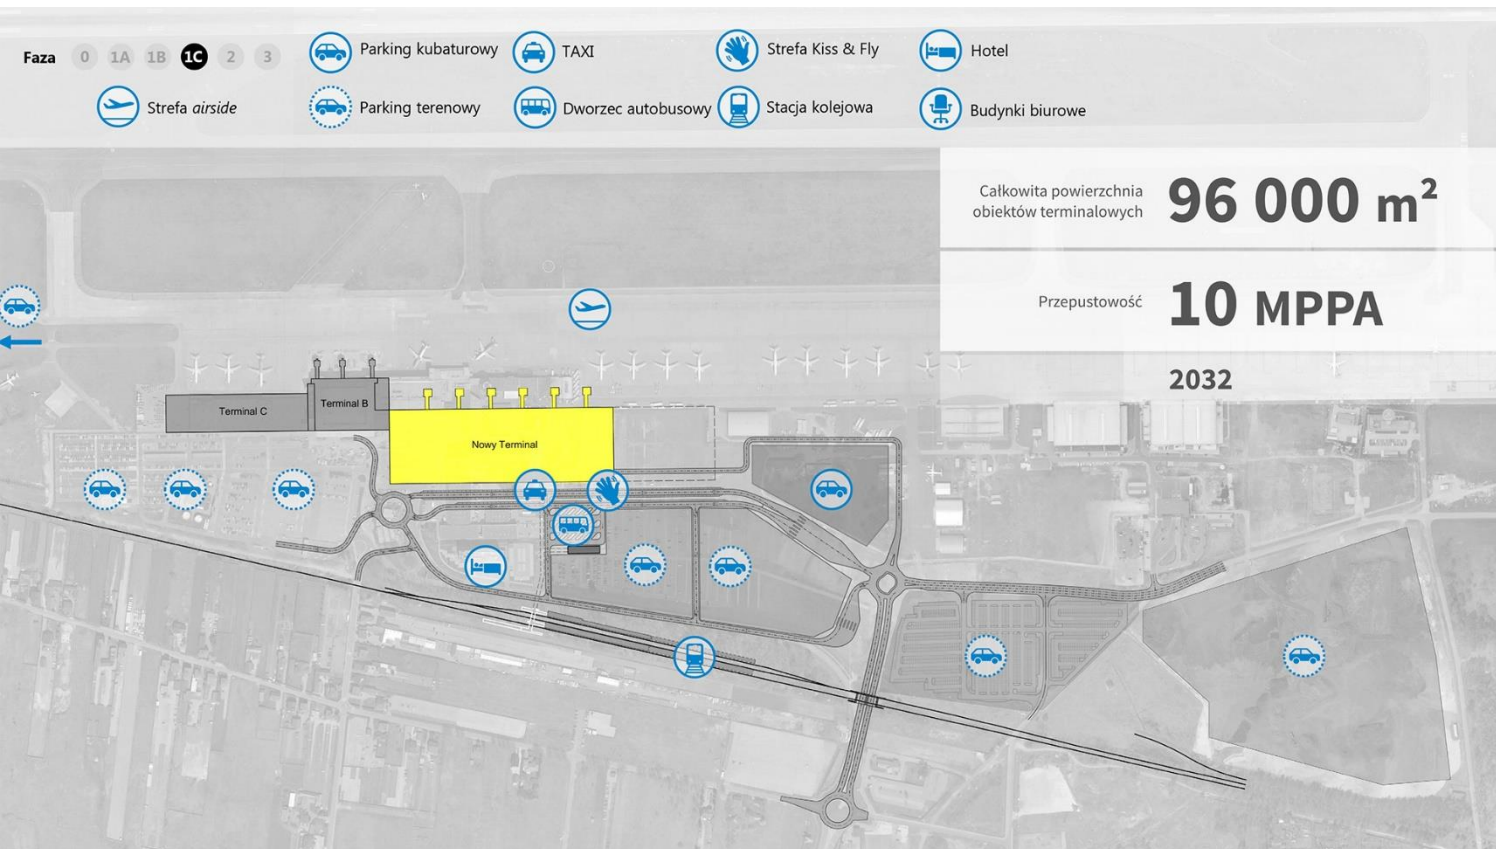 Faza 0 1A 1B 1C 2 3
Parking kubaturowy
TAXI
Strefa Kiss & Fly
Hotel
Strefa airside
Parking terenowy
Dworzec autobusowy
Stacja kolejowa
Budynki biurowe
Całkowita powierzchnia
obiektów terminalowych
96 000 m²
Przepustowość
10 MPPA
2032
Terminal C
Terminal B
Nowy Terminal